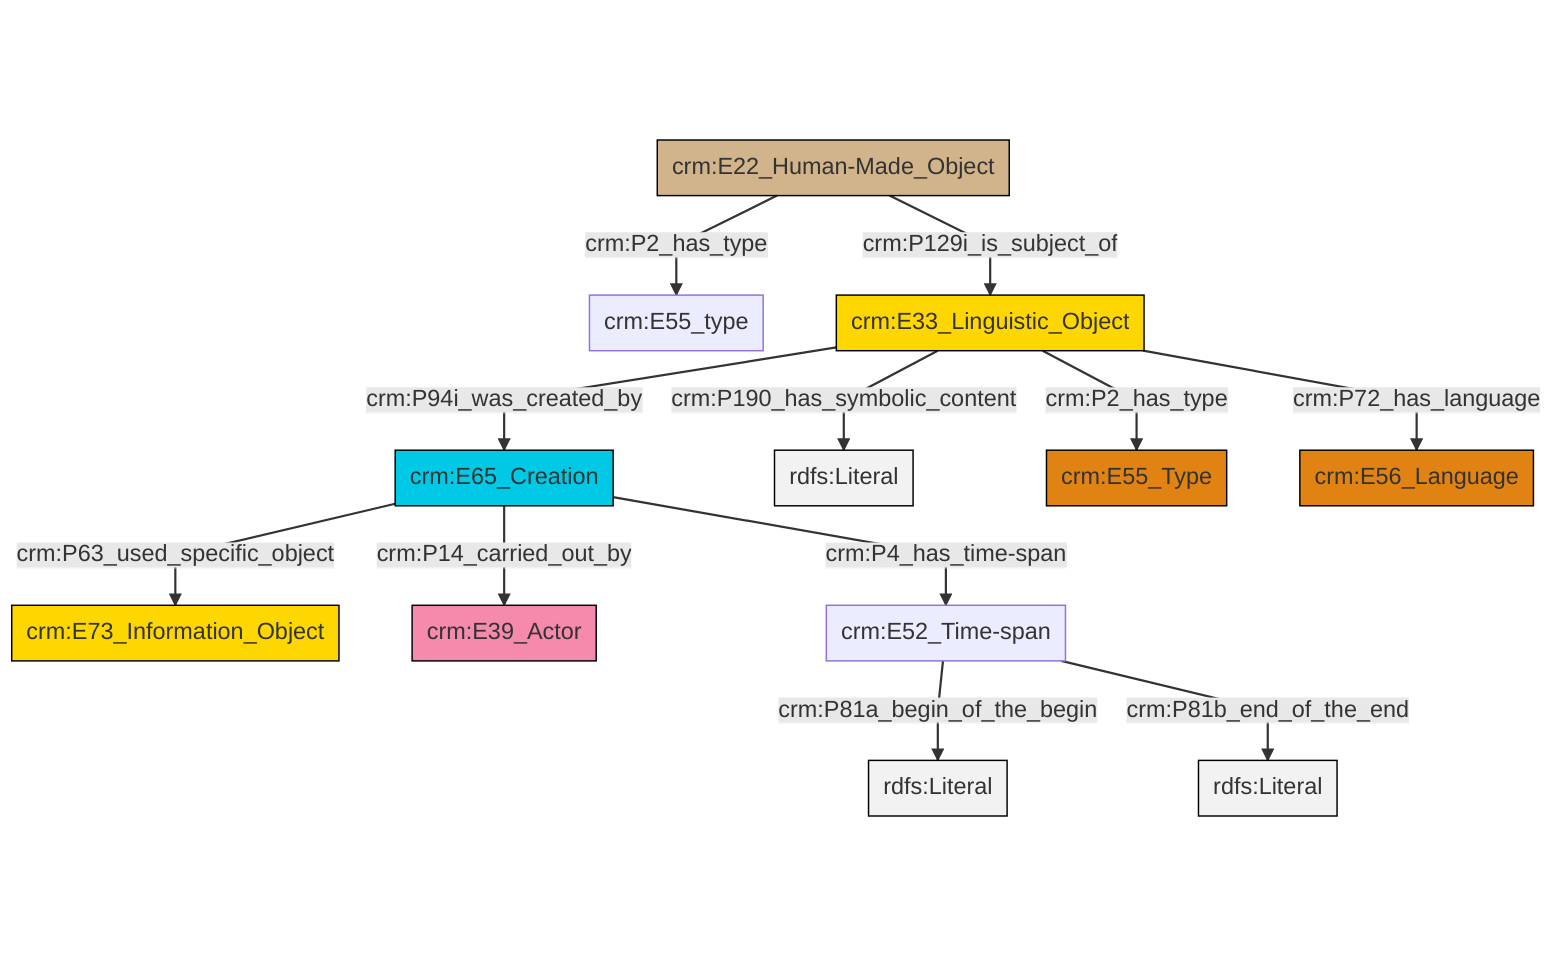 crm:E22_Human-Made_Object
crm:P2_has_type
crm:P129i_is_subject_of
crm:E55_type
crm:E33_Linguistic_Object
crm:P94i_was_created_by
crm:P190_has_symbolic_content
crm:P2_has_type
crm:P72_has_language
crm:E65_Creation
rdfs:Literal
crm:E55_Type
crm:E56_Language
crm:P63_used_specific_object
crm:P14_carried_out_by
crm:P4_has_time-span
crm:E73_Information_Object
crm:E39_Actor
crm:E52_Time-span
crm:P81a_begin_of_the_begin
crm:P81b_end_of_the_end
rdfs:Literal
rdfs:Literal